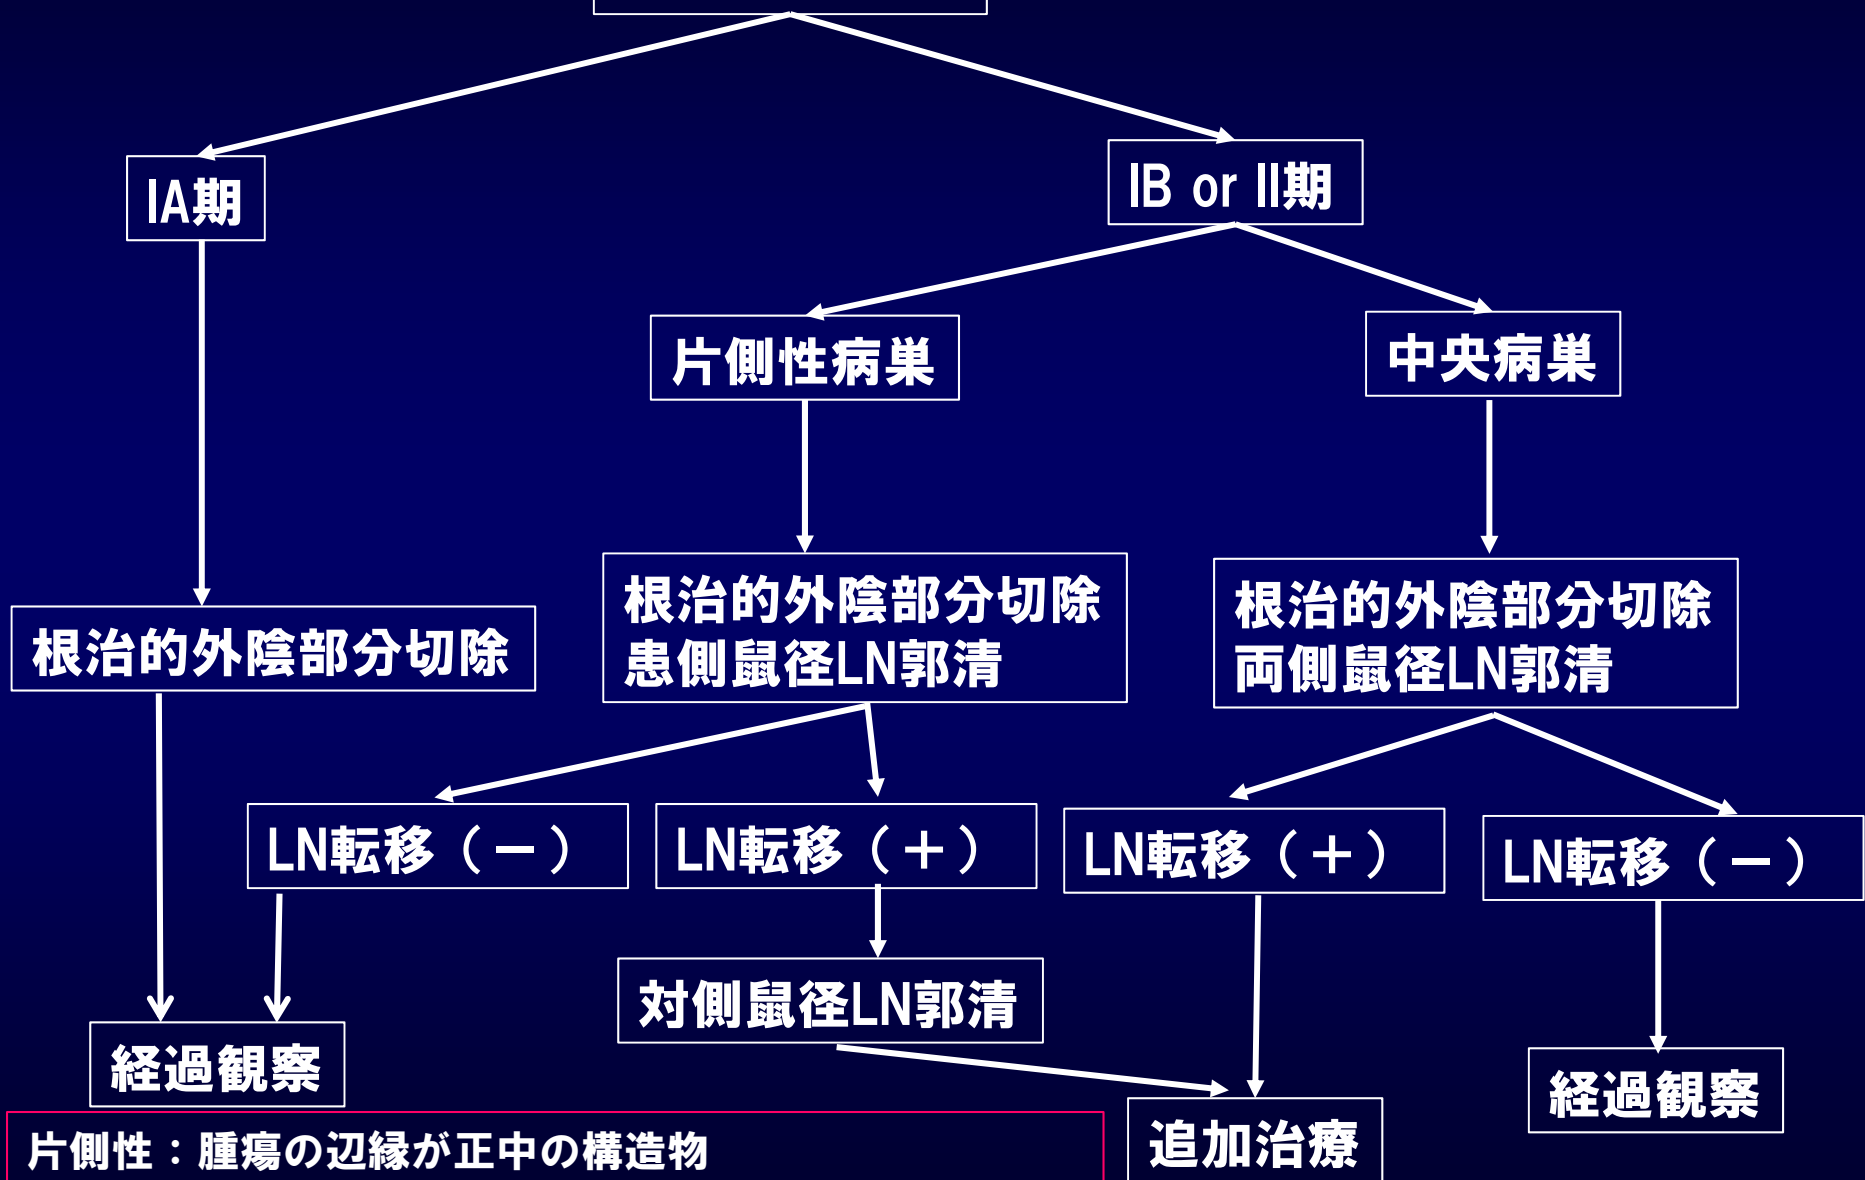 IA期
IB or II期
片側性病巣
中央病巣
根治的外陰部分切除
根治的外陰部分切除
患側鼠径LN郭清
根治的外陰部分切除
両側鼠径LN郭清
LN転移（－）
LN転移（＋）
LN転移（＋）
LN転移（－）
対側鼠径LN郭清
経過観察
追加治療
経過観察
片側性：腫瘍の辺縁が正中の構造物